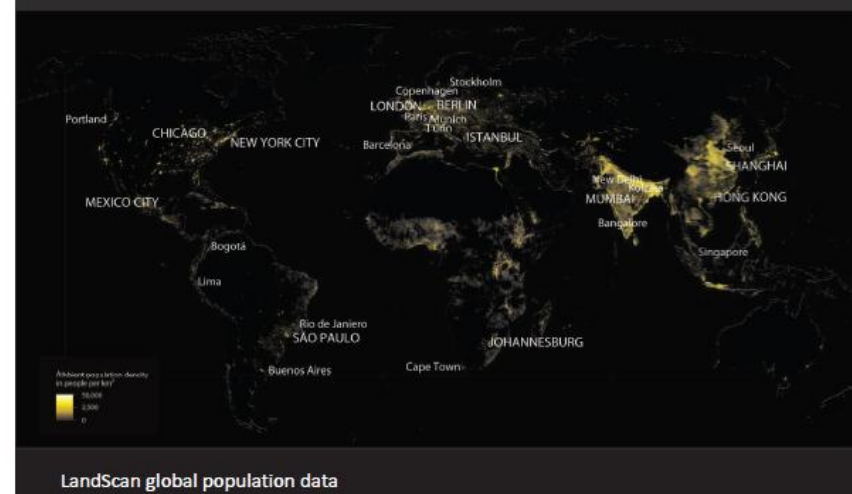 Stockholm
Copenhagen
LONDON BERLIN
Paris Munich
Portland
Turin
CHICAGO
ISTANBUL
NEW YORK CITY
Barcelona
Seoul
SHANGHAI
New Delhi
Kolkata
MEXICO CITY
MUMBAI
HONG KONG
Bangalore
Bogotá
Singapore
Lima
Rio de Janiero
SÃO PAULO
JOHANNESBURG
Cape Town
Buenos Aires
Ambient population density
in people per km²
50,000
2,500
0
LandScan global population data